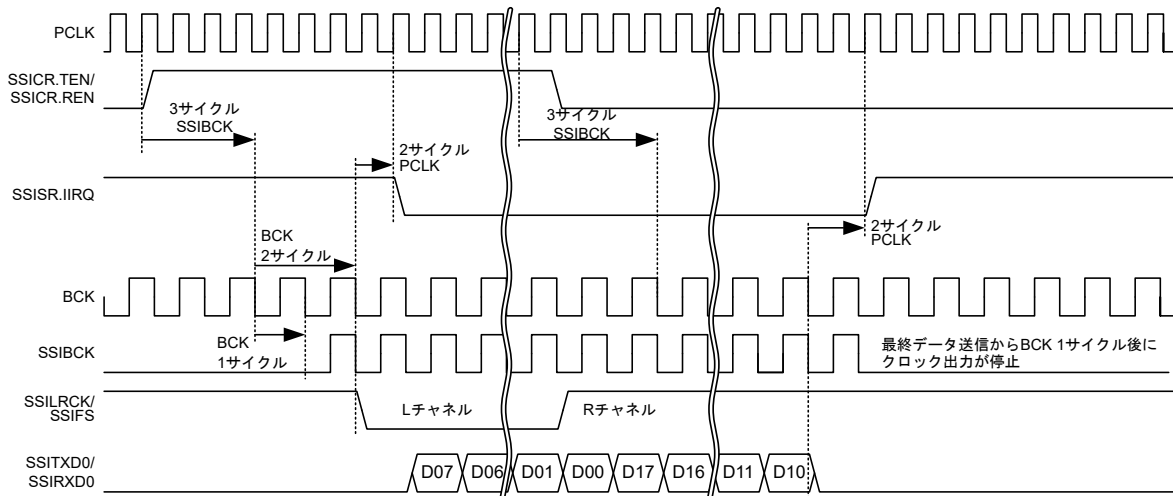 PCLK
SSICR.TEN/
SSICR.REN
3サイクル
SSIBCK
3サイクル
SSIBCK
2サイクル
PCLK
SSISR.IIRQ
2サイクル
PCLK
BCK
2サイクル
BCK
BCK
1サイクル
SSIBCK
最終データ送信からBCK 1サイクル後に
クロック出力が停止
SSILRCK/
SSIFS
Lチャネル
Rチャネル
SSITXD0/
SSIRXD0
D07
D06
D01
D00
D17
D16
D11
D10